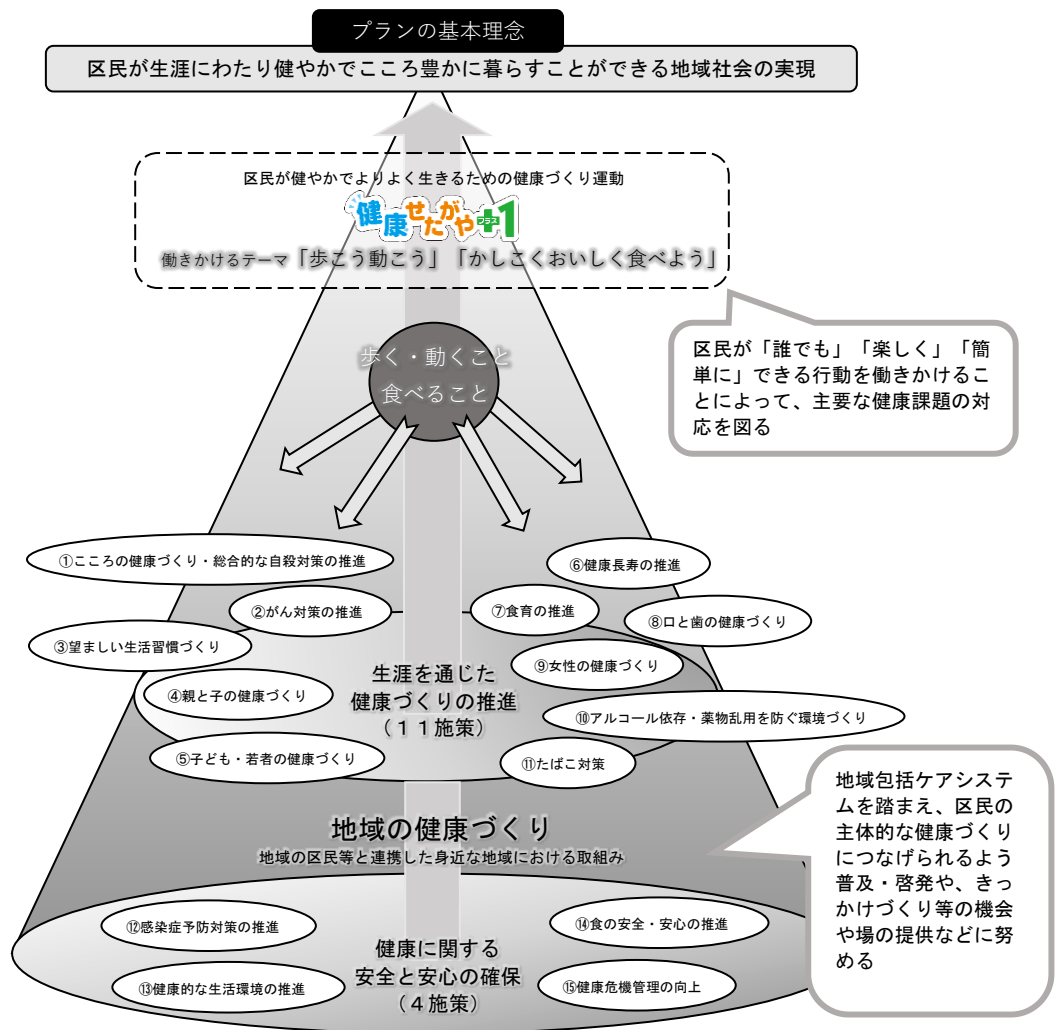 プランの基本理念
区民が生涯にわたり健やかでこころ豊かに暮らすことができる地域社会の実現
区民が健やかでよりよく生きるための健康づくり運動
健康せたがや+1
プラス
働きかけるテーマ「歩こう動こう」「かしこくおいしく食べよう」
区民が「誰でも」「楽しく」「簡
単に」できる行動を働きかけるこ
とによって、主要な健康課題の対
応を図る
歩く・動くこと
食べること
①こころの健康づくり・総合的な自殺対策の推進
②がん対策の推進
③望ましい生活習慣づくり
④親と子の健康づくり
⑤子ども・若者の健康づくり
⑥健康長寿の推進
⑦食育の推進
⑧口と歯の健康づくり
⑨女性の健康づくり
⑩アルコール依存・薬物乱用を防ぐ環境づくり
⑪たばこ対策
生涯を通じた
健康づくりの推進
（１１施策）
地域の健康づくり
地域の区民等と連携した身近な地域における取組み
地域包括ケアシステ
ムを踏まえ、区民の
主体的な健康づくり
につなげられるよう
普及・啓発や、きっ
かけづくり等の機会
や場の提供などに努
める
⑫感染症予防対策の推進
⑬健康的な生活環境の推進
⑭食の安全・安心の推進
⑮健康危機管理の向上
健康に関する
安全と安心の確保
（４施策）